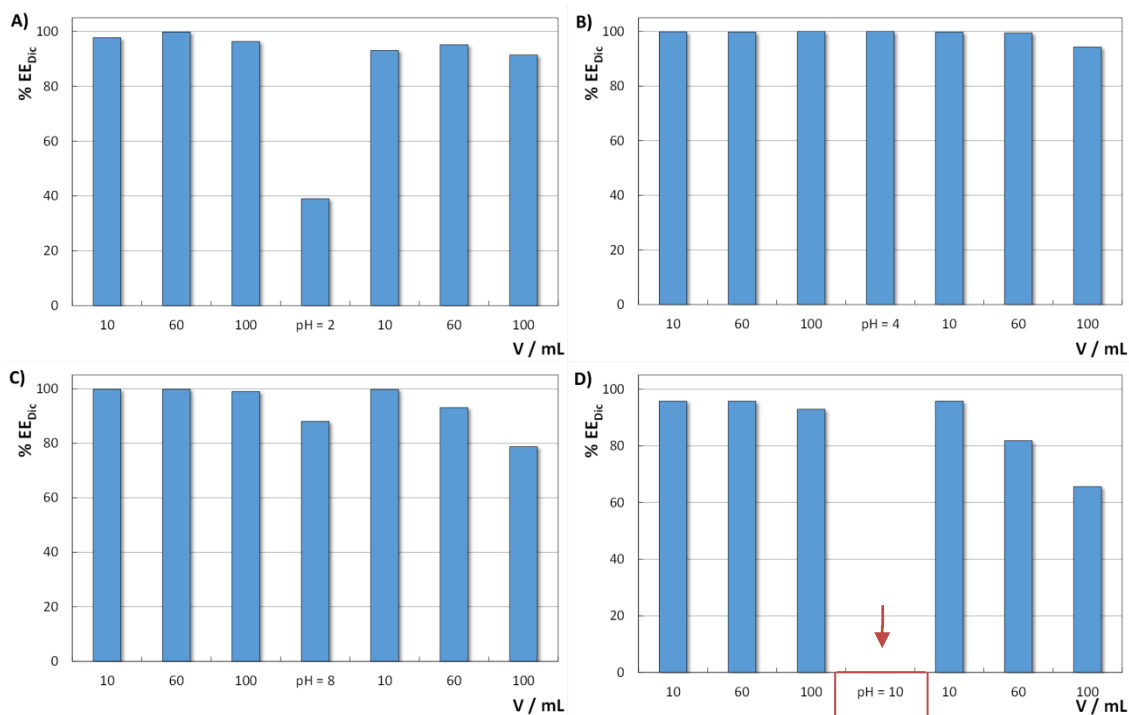 A)
% EE_Dic
100
80
60
40
20
0
10 60 100 pH = 2 10 60 100
V / mL
B)
% EE_Dic
100
80
60
40
20
0
10 60 100 pH = 4 10 60 100
V / mL
C)
% EE_Dic
100
80
60
40
20
0
10 60 100 pH = 8 10 60 100
V / mL
D)
% EE_Dic
100
80
60
40
20
0
10 60 100 pH = 10 10 60 100
V / mL